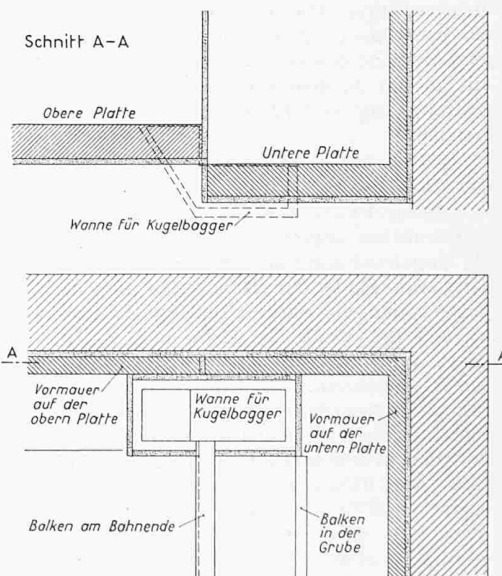 Schnitt A-A
Obere Platte
Untere Platte
Wanne für Kugelbagger
A
A
Vormauer
auf der
obern Platte
Wanne für
Kugelbagger
Vormauer
auf der
untern Platte
Balken am Bahnende
Balken
in der
Grube